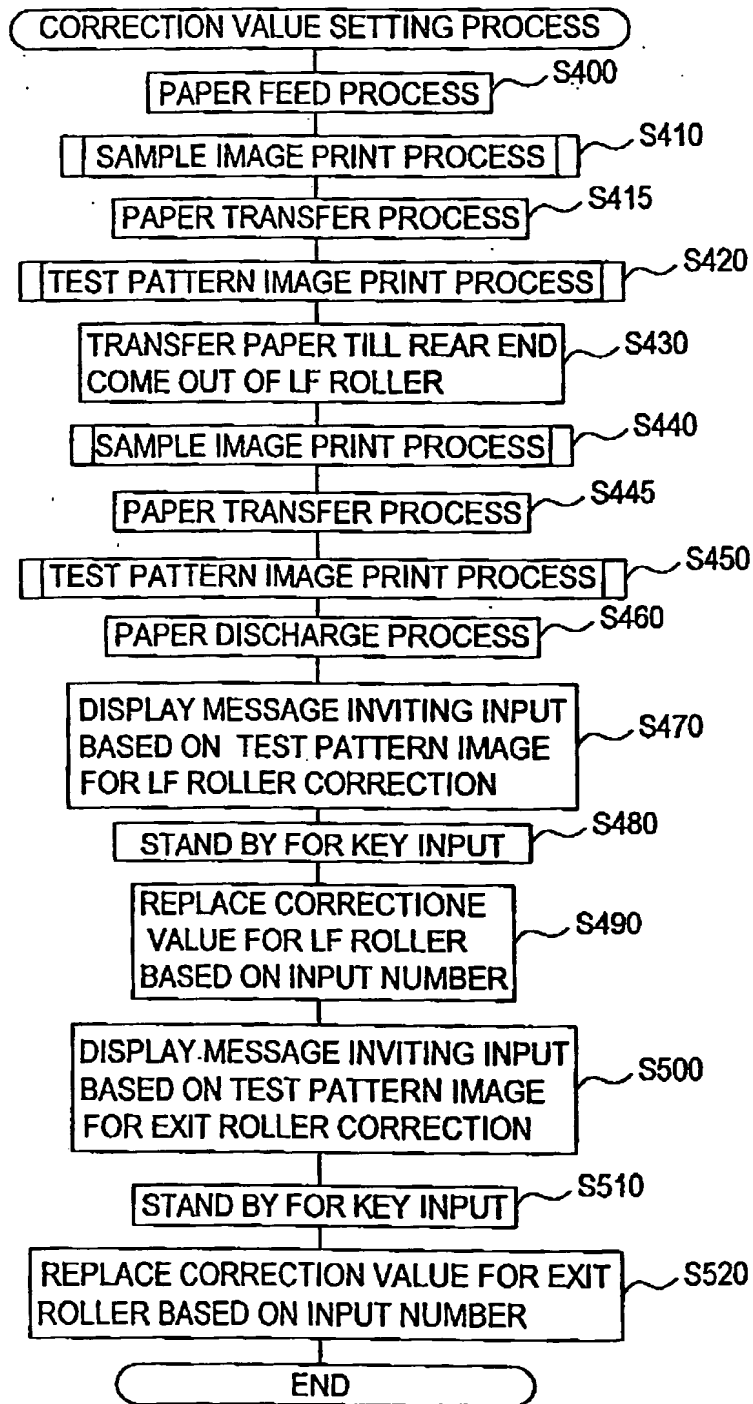 CORRECTION VALUE SETTING PROCESS
PAPER FEED PROCESS
S400
SAMPLE IMAGE PRINT PROCESS
S410
PAPER TRANSFER PROCESS
S415
TEST PATTERN IMAGE PRINT PROCESS
S420
TRANSFER PAPER TILL REAR END
COME OUT OF LF ROLLER
S430
SAMPLE IMAGE PRINT PROCESS
S440
PAPER TRANSFER PROCESS
S445
TEST PATTERN IMAGE PRINT PROCESS
S450
PAPER DISCHARGE PROCESS
S460
DISPLAY MESSAGE INVITING INPUT
BASED ON TEST PATTERN IMAGE
FOR LF ROLLER CORRECTION
S470
STAND BY FOR KEY INPUT
S480
REPLACE CORRECTIONE
VALUE FOR LF ROLLER
BASED ON INPUT NUMBER
S490
DISPLAY MESSAGE INVITING INPUT
BASED ON TEST PATTERN IMAGE
FOR EXIT ROLLER CORRECTION
S500
STAND BY FOR KEY INPUT
S510
REPLACE CORRECTION VALUE FOR EXIT
ROLLER BASED ON INPUT NUMBER
S520
END